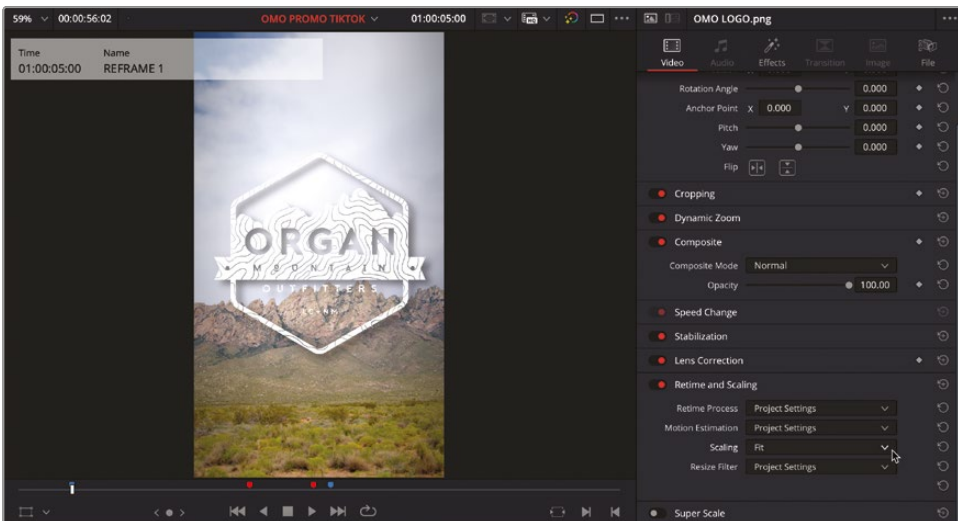 59% 00:00:56:02 OMO PROMO TIKTOK 01:00:05:00 OMO LOGO.png
Time Name
01:00:05:00 REFRAME 1
ORGAN
MOUNTAIN
OUTFITTERS
LC•NM
Video Audio Effects Transition Image File
Rotation Angle 0.000
Anchor Point X 0.000 Y 0.000
Pitch 0.000
Yaw 0.000
Flip
Cropping
Dynamic Zoom
Composite
Composite Mode Normal
Opacity 100.00
Speed Change
Stabilization
Lens Correction
Retime and Scaling
Retime Process Project Settings
Motion Estimation Project Settings
Scaling Fit
Resize Filter Project Settings
Super Scale